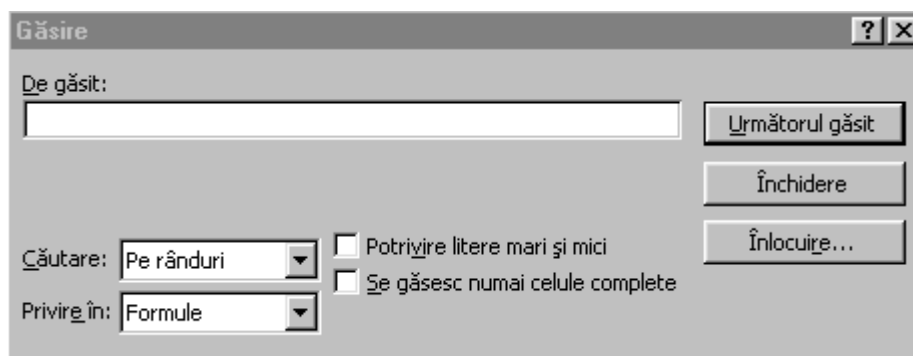 Găsire
De găsit:
Următorul găsit
Închidere
Înlocuire...
Căutare: Pe rânduri
Potrivire litere mari şi mici
Se găsesc numai celule complete
Privire în: Formule